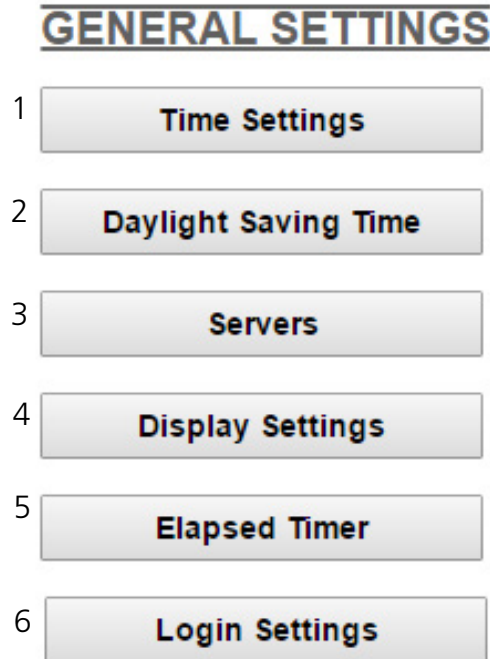 GENERAL SETTINGS
1 Time Settings
2 Daylight Saving Time
3 Servers
4 Display Settings
5 Elapsed Timer
6 Login Settings